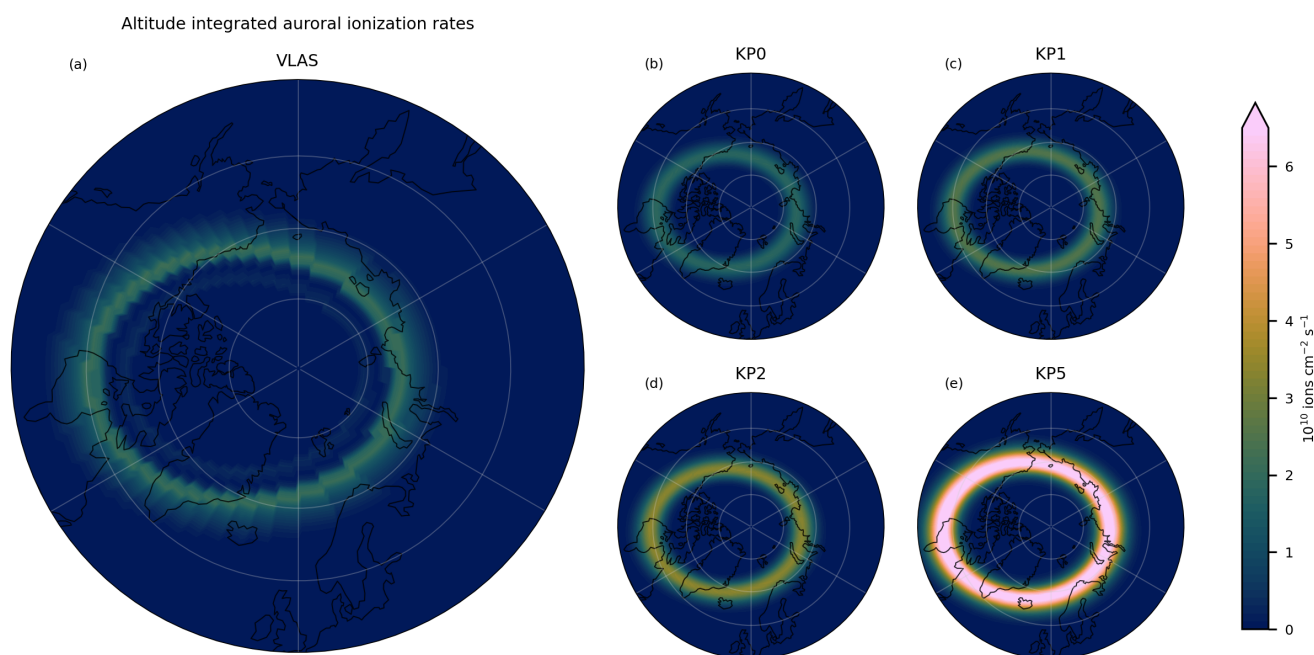 Altitude integrated auroral ionization rates
(a)
VLAS
(b)
KP0
(c)
KP1
(d)
KP2
(e)
KP5
6
5
4
3
2
1
0
10¹⁰ ions cm⁻² s⁻¹